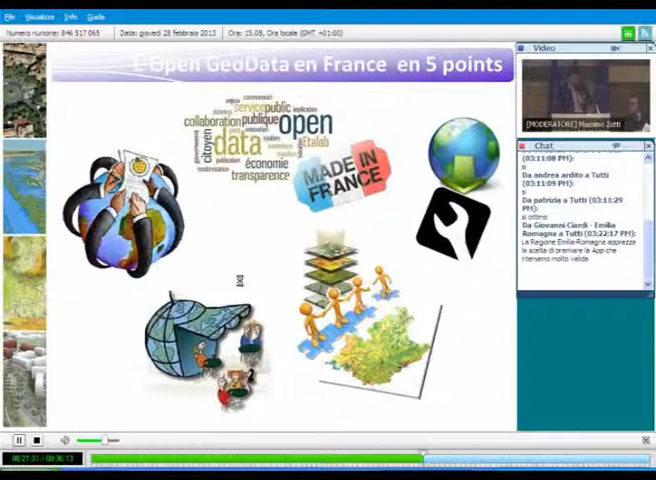 File Visualizza Info Guida
Numero riunione: 846 517 065
Data: giovedì 28 febbraio 2013
Ora: 15.08, Ora locale (GMT +01:00)
L'Open GeoData en France en 5 points
servicepublic
collaboration publique
open
data
citoyen
Etalab
économie
transparence
MADE IN
FRANCE
Video
[MODERATORE] Massimo Zotti
Chat
(03:11:08 PM):
si
Da andrea ardito a Tutti
(03:11:09 PM):
si
Da patrizia a Tutti (03:11:29
PM):
si ottimo
Da Giovanni Ciardi - Emilia
Romagna a Tutti (03:22:17 PM):
La Regione Emilia-Romagna apprezza
la scelta di premiare la App che
riteniamo molto valida
00:21:31 / 00:36:13